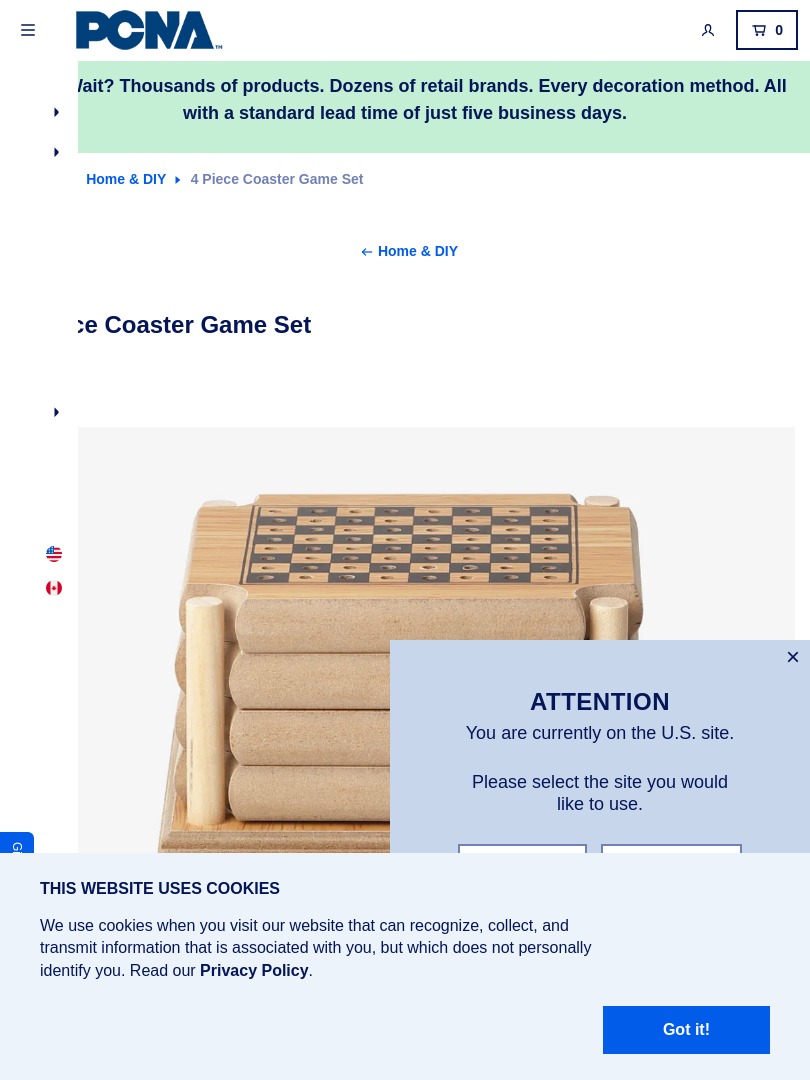 PCNA™
0
Wait? Thousands of products. Dozens of retail brands. Every decoration method. All
with a standard lead time of just five business days.
Home & DIY
4 Piece Coaster Game Set
Home & DIY
Coaster Game Set
ATTENTION
You are currently on the U.S. site.
Please select the site you would
like to use.
THIS WEBSITE USES COOKIES
We use cookies when you visit our website that can recognize, collect, and
transmit information that is associated with you, but which does not personally
identify you. Read our Privacy Policy.
Got it!